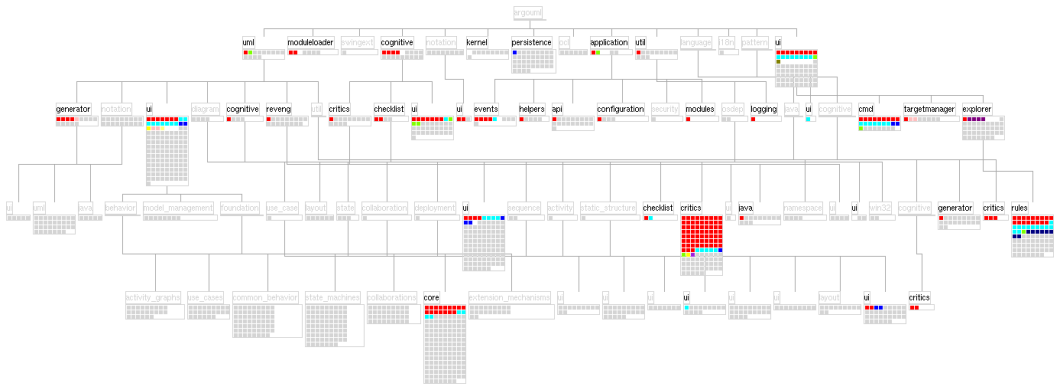 argouml
uml moduleloader swingext cognitive notation kernel persistence ocl application util language i18n pattern ui
generator notation ui diagram cognitive reveng util critics checklist ui ui events helpers api configuration security modules osdep logging java ui cognitive cmd targetmanager explorer
ui uml java behavior model_management foundation use_case layout state collaboration deployment ui sequence activity static_structure checklist critics ui java namespace ui ui win32 cognitive generator critics rules
activity_graphs use_cases common_behavior state_machines collaborations core extension_mechanisms ui ui ui ui ui ui layout ui critics